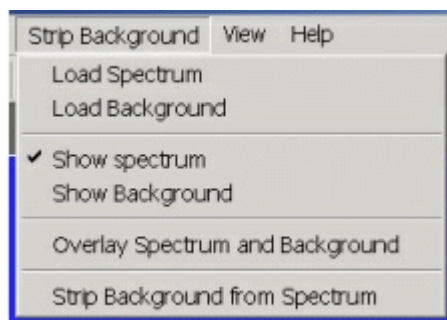 Strip Background View Help
Load Spectrum
Load Background
Show spectrum
Show Background
Overlay Spectrum and Background
Strip Background from Spectrum